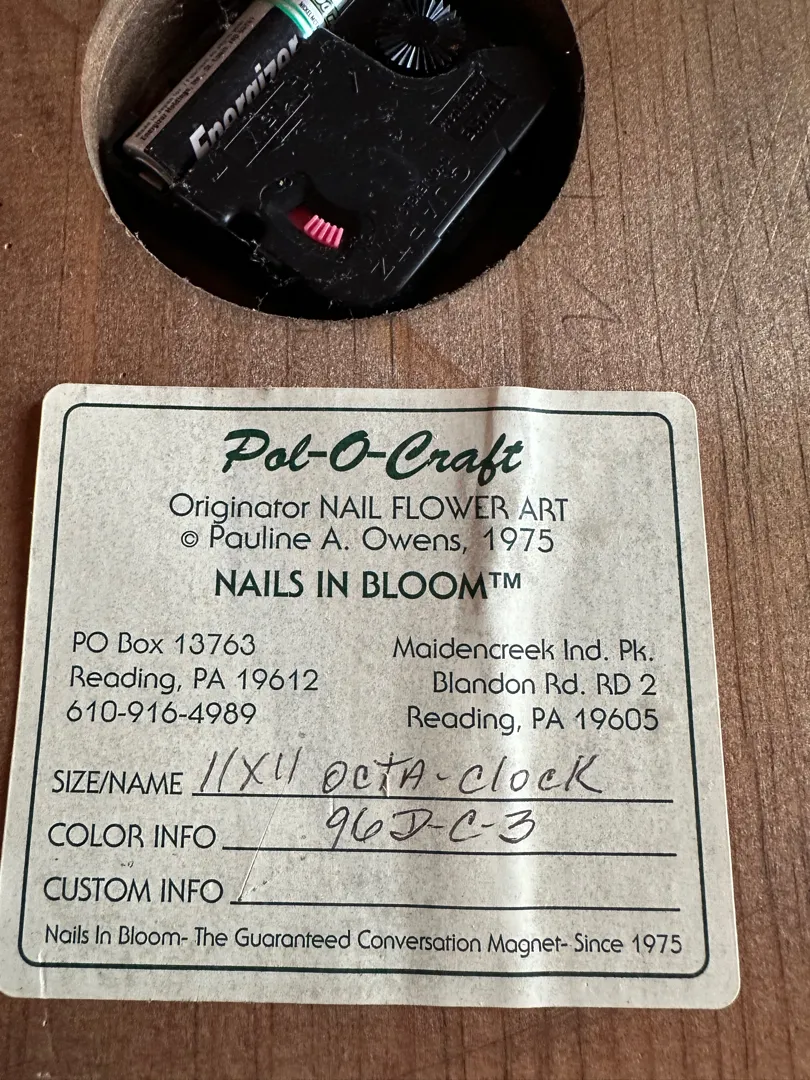 Energizer
QUARTZ
Pol-O-Craft
Originator NAIL FLOWER ART
© Pauline A. Owens, 1975
NAILS IN BLOOM™
PO Box 13763
Reading, PA 19612
610-916-4989
Maidencreek Ind. Pk.
Blandon Rd. RD 2
Reading, PA 19605
SIZE/NAME 11X11 OCTA-ClocK
COLOR INFO 96D-C-3
CUSTOM INFO
Nails In Bloom- The Guaranteed Conversation Magnet- Since 1975